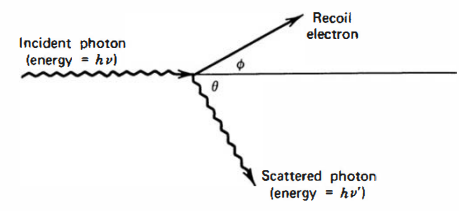 Recoil
electron
Incident photon
(energy = hν)
ϕ
θ
Scattered photon
(energy = hν′)